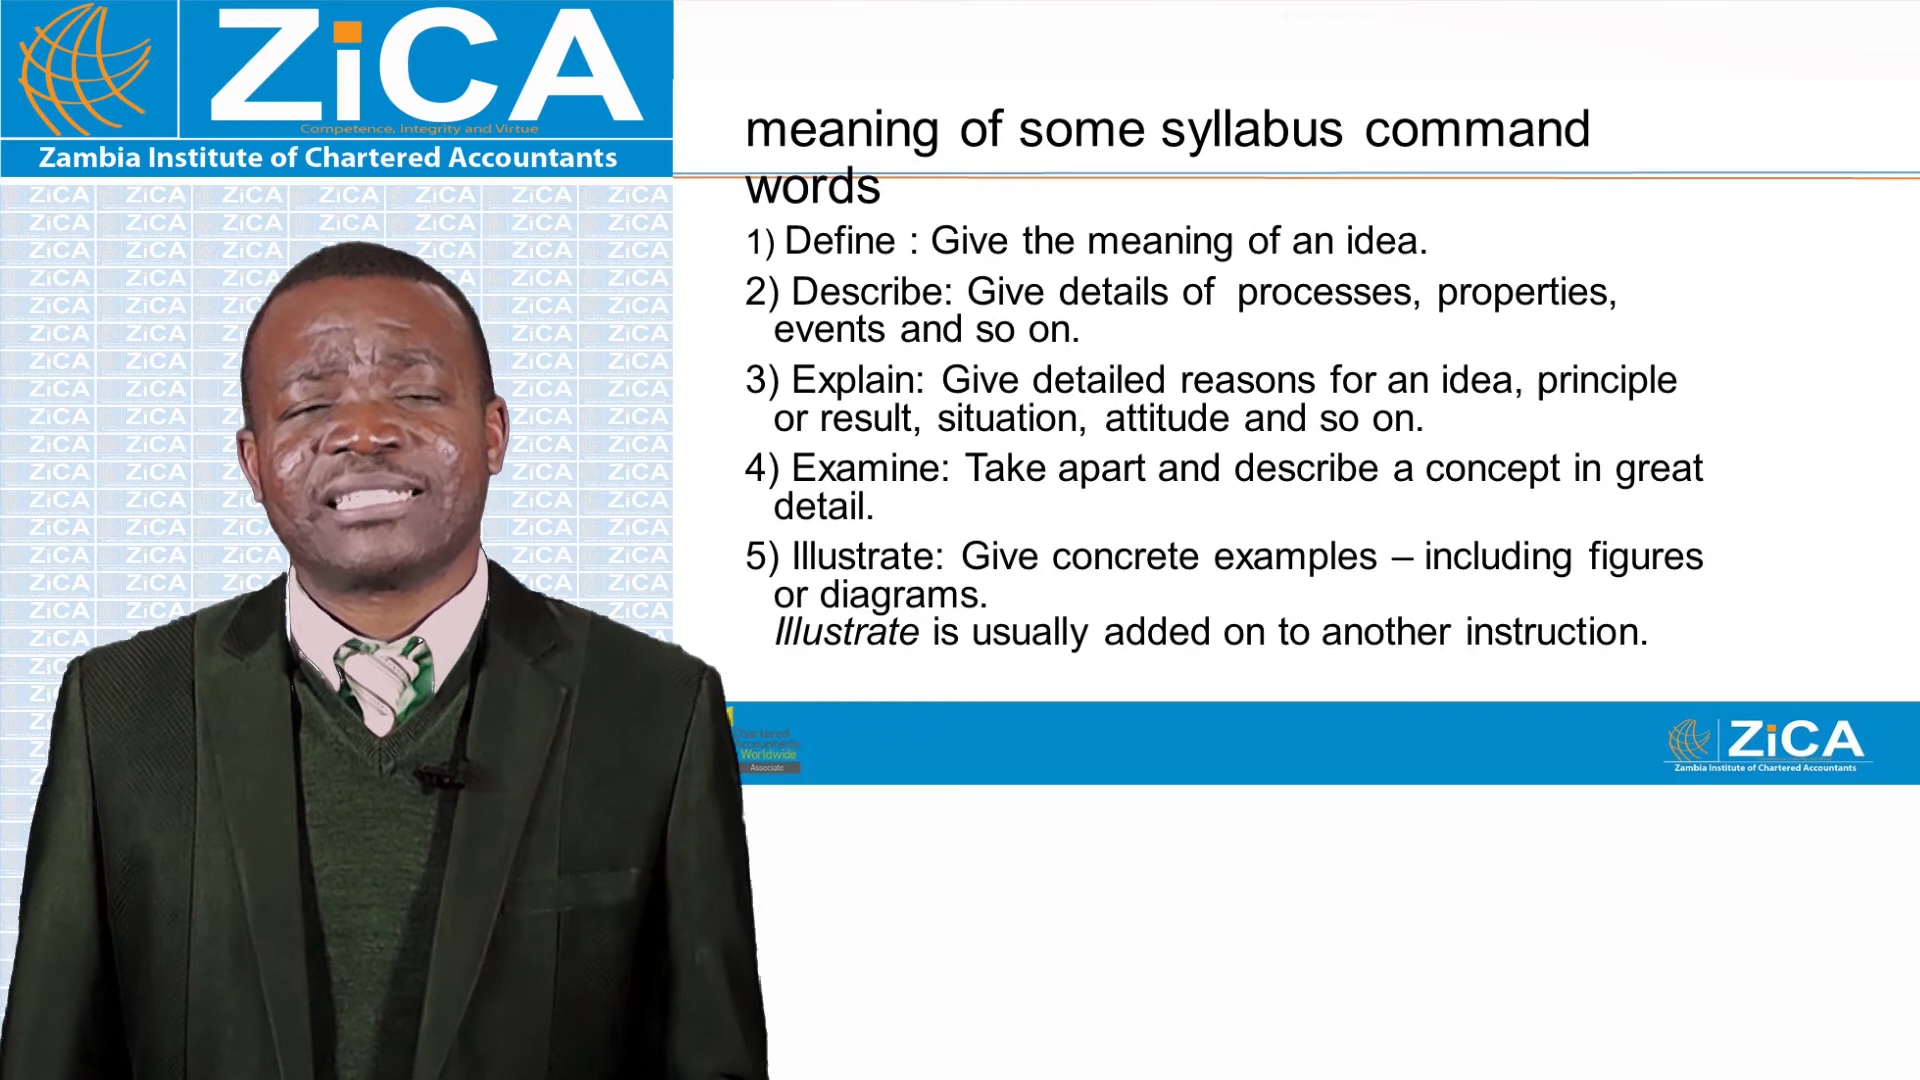 ZiCA
Competence, Integrity and Virtue
Zambia Institute of Chartered Accountants
meaning of some syllabus command
words
1) Define : Give the meaning of an idea.
2) Describe: Give details of processes, properties,
events and so on.
3) Explain: Give detailed reasons for an idea, principle
or result, situation, attitude and so on.
4) Examine: Take apart and describe a concept in great
detail.
5) Illustrate: Give concrete examples – including figures
or diagrams.
Illustrate is usually added on to another instruction.
Worldwide
Associate
ZiCA
Zambia Institute of Chartered Accountants